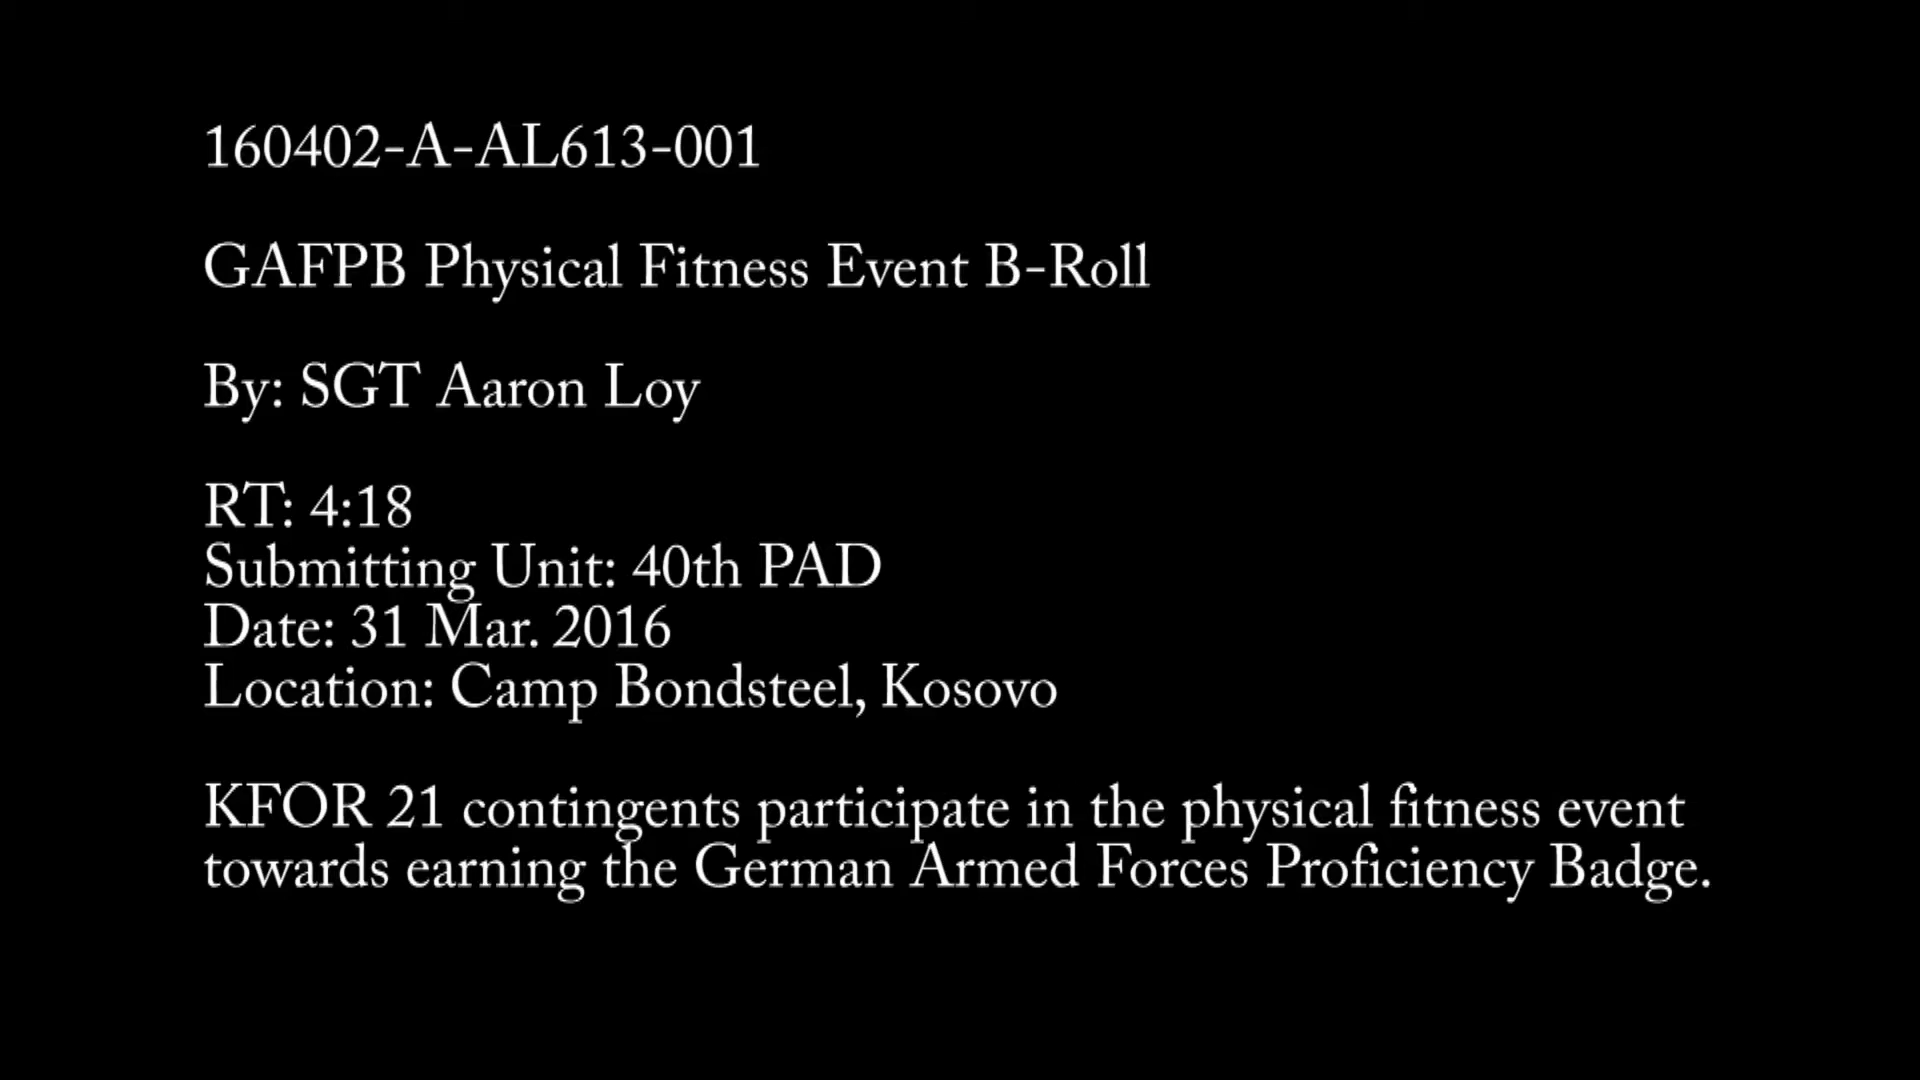 160402-A-AL613-001
GAFPB Physical Fitness Event B-Roll
By: SGT Aaron Loy
RT: 4:18
Submitting Unit: 40th PAD
Date: 31 Mar. 2016
Location: Camp Bondsteel, Kosovo
KFOR 21 contingents participate in the physical fitness event
towards earning the German Armed Forces Proficiency Badge.